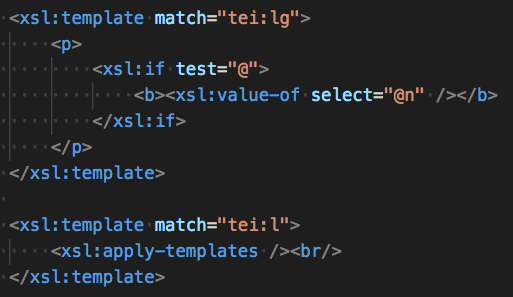 <xsl:template match="tei:lg">
    <p>
        <xsl:if test="@">
            <b><xsl:value-of select="@n" /></b>
        </xsl:if>
    </p>
</xsl:template>

<xsl:template match="tei:l">
    <xsl:apply-templates /><br/>
</xsl:template>